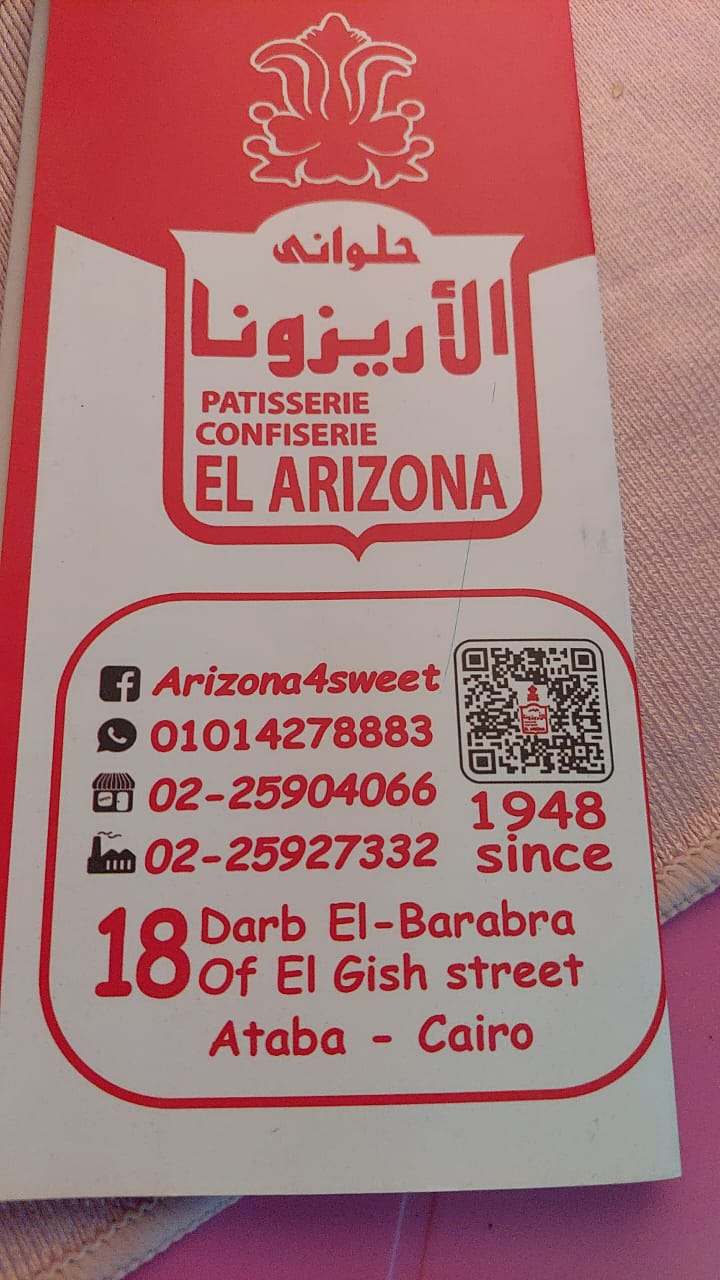 حلوانى
الأريزونا
PATISSERIE
CONFISERIE
EL ARIZONA
Arizona4sweet
01014278883
02-25904066
02-25927332
1948
since
18 Darb El-Barabra
Of El Gish street
Ataba - Cairo